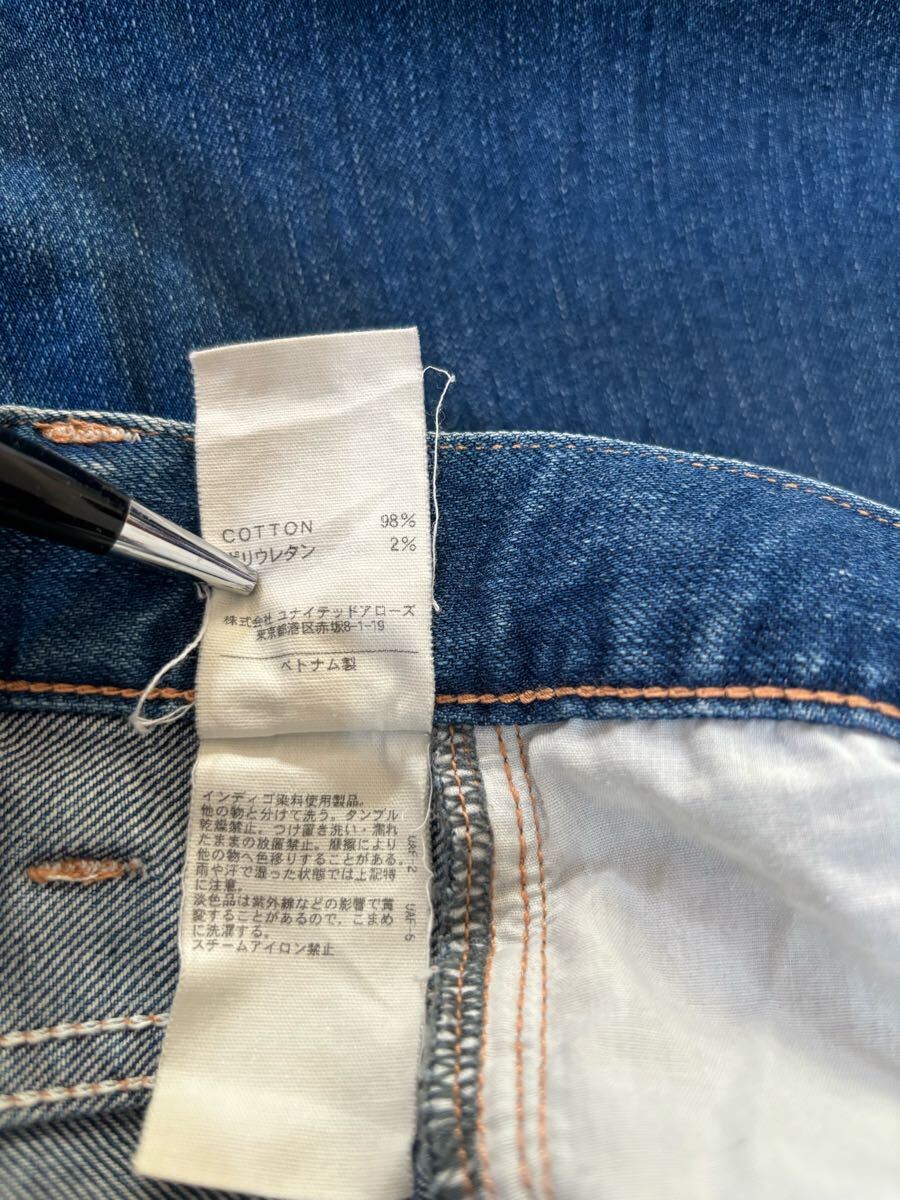 COTTON 98%
ポリウレタン 2%
株式会社 ユナイテッドアローズ
東京都港区赤坂8-1-19
ベトナム製
インディゴ染料使用製品。
他の物と分けて洗う。タンブル
乾燥禁止。つけ置き洗い・濡れ
たままの放置禁止。摩擦により
他の物へ色移りすることがある。
雨や汗で湿った状態では上記特
に注意。
淡色品は紫外線などの影響で黄
変することがあるので、こまめ
に洗濯する。
スチームアイロン禁止
UAF-2
UAF-6